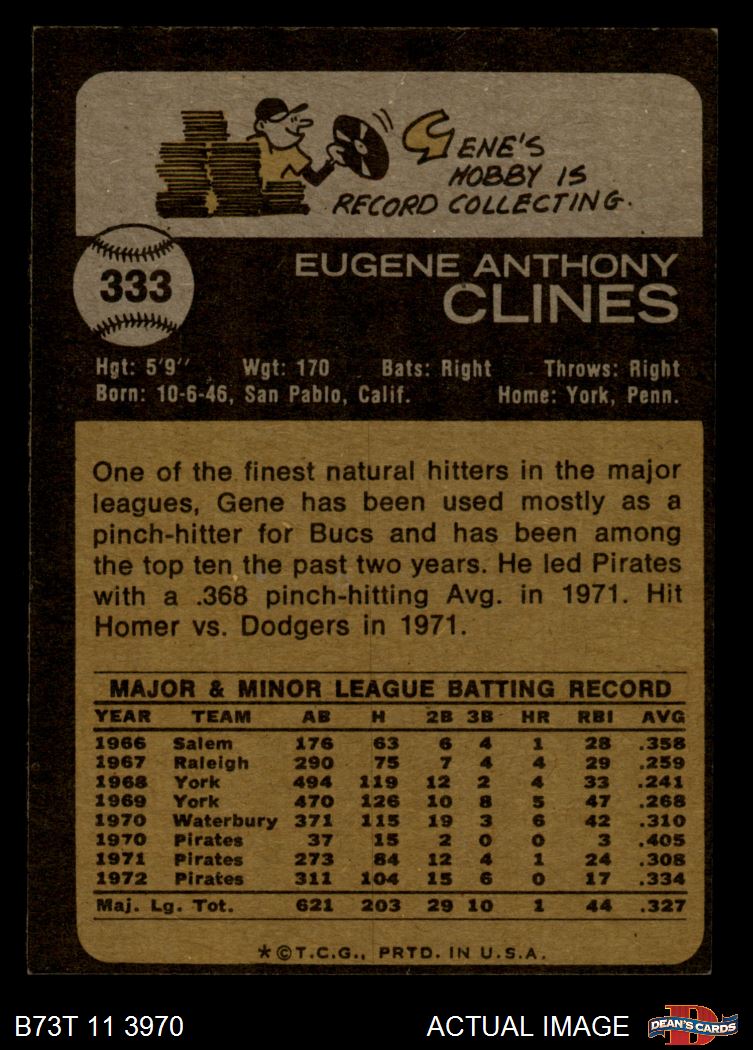 GENE'S
HOBBY IS
RECORD COLLECTING.
333
EUGENE ANTHONY
CLINES
Hgt: 5'9" Wgt: 170 Bats: Right Throws: Right
Born: 10-6-46, San Pablo, Calif. Home: York, Penn.
One of the finest natural hitters in the major
leagues, Gene has been used mostly as a
pinch-hitter for Bucs and has been among
the top ten the past two years. He led Pirates
with a .368 pinch-hitting Avg. in 1971. Hit
Homer vs. Dodgers in 1971.
MAJOR & MINOR LEAGUE BATTING RECORD
YEAR TEAM AB H 2B 3B HR RBI AVG
1966 Salem 176 63 6 4 1 28 .358
1967 Raleigh 290 75 7 4 4 29 .259
1968 York 494 119 12 2 4 33 .241
1969 York 470 126 10 8 5 47 .268
1970 Waterbury 371 115 19 3 6 42 .310
1970 Pirates 37 15 2 0 0 3 .405
1971 Pirates 273 84 12 4 1 24 .308
1972 Pirates 311 104 15 6 0 17 .334
Maj. Lg. Tot. 621 203 29 10 1 44 .327
*©T.C.G., PRTD. IN U.S.A.
B73T 11 3970 ACTUAL IMAGE
D
DEAN'S CARDS